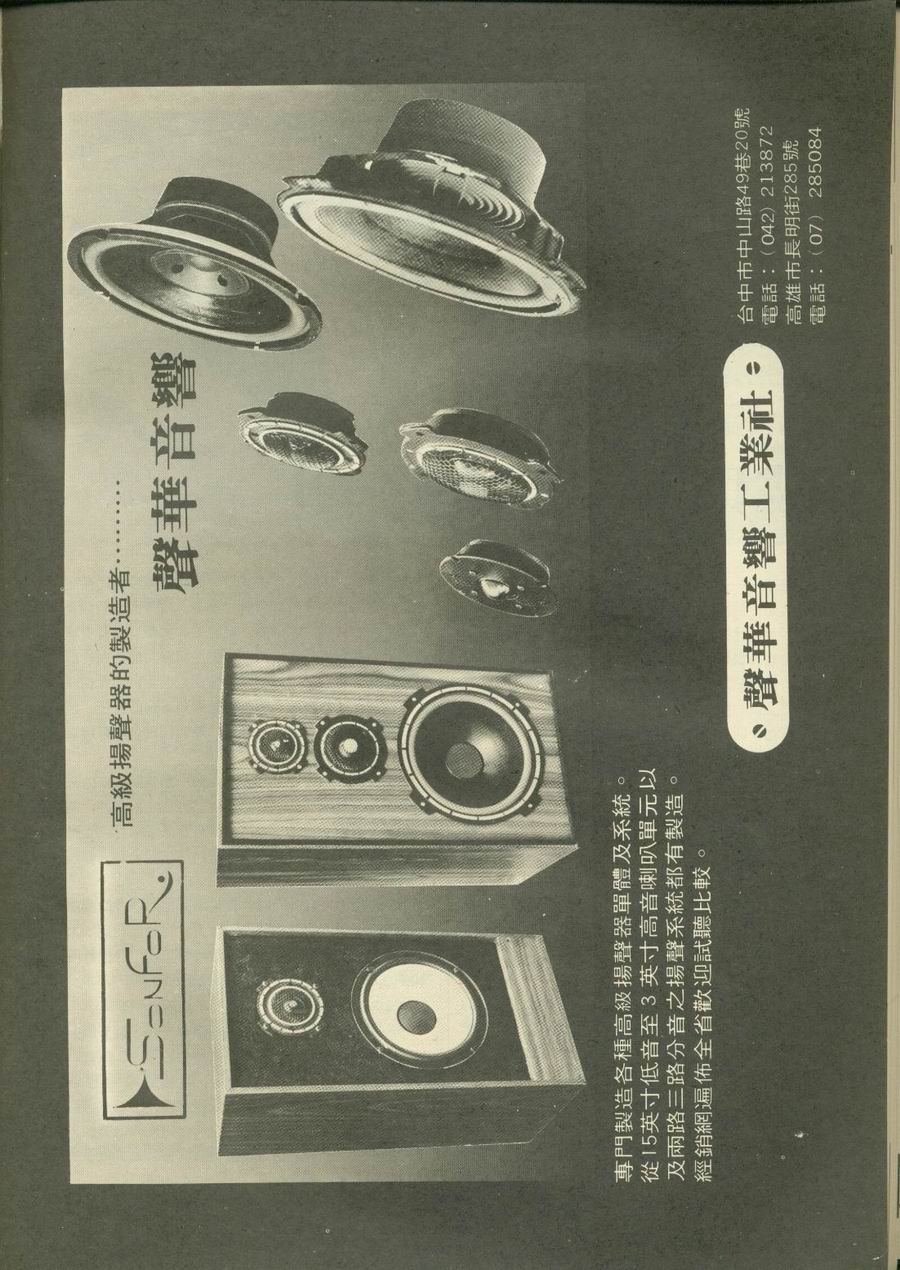 SONFOR
高級揚聲器的製造者………
聲華音響
專門製造各種高級揚聲器單體及系統。
從15英寸低音至3英寸高音喇叭單元以
及兩路三路分音之揚聲系統都有製造。
經銷網遍佈全省歡迎試聽比較。
聲華音響工業社
台中市中山路49巷20號
電話：(042) 213872
高雄市長明街285號
電話：(07) 285084